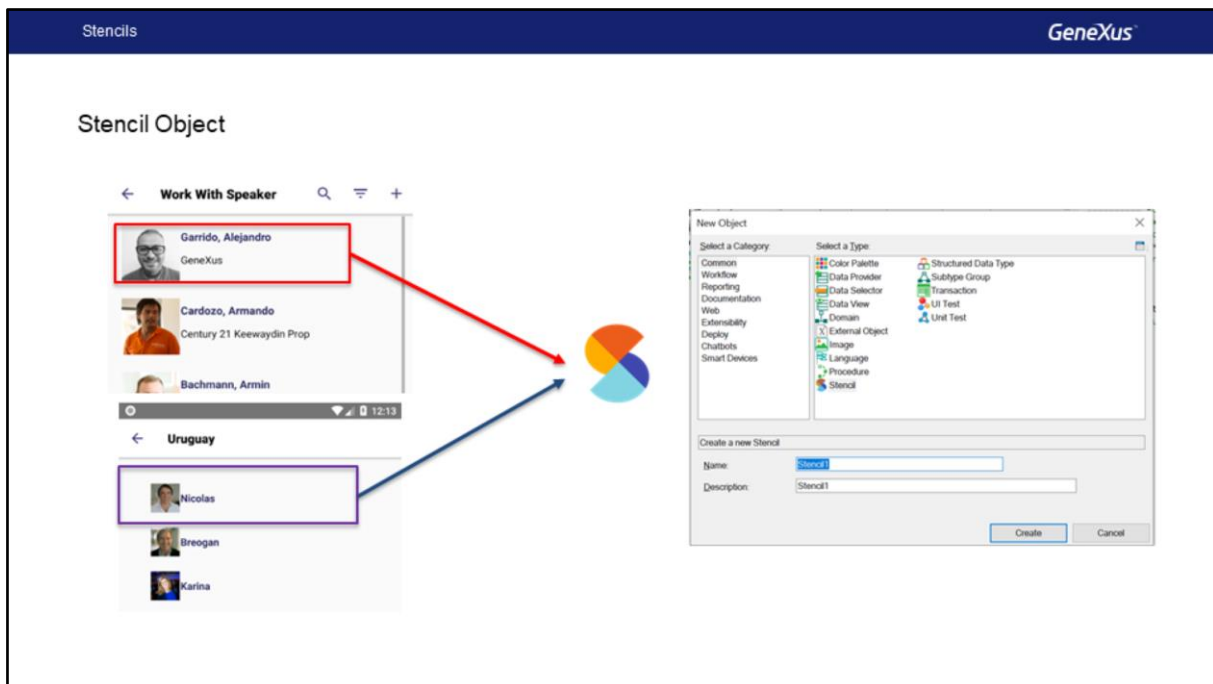 Stencils
GeneXus™
Stencil Object
Work With Speaker
Garrido, Alejandro
GeneXus
Cardozo, Armando
Century 21 Keewaydin Prop
Bachmann, Armin
12:13
Uruguay
Nicolas
Breogan
Karina
New Object
Select a Category
Select a Type:
Common
Workflow
Reporting
Documentation
Web
Extensibility
Deploy
Chatbots
Smart Devices
Color Palette
Data Provider
Data Selector
Data View
Domain
External Object
Image
Language
Procedure
Stencil
Structured Data Type
Subtype Group
Transaction
UI Test
Unit Test
Create a new Stencil
Name:
Stencil1
Description:
Stencil1
Create
Cancel